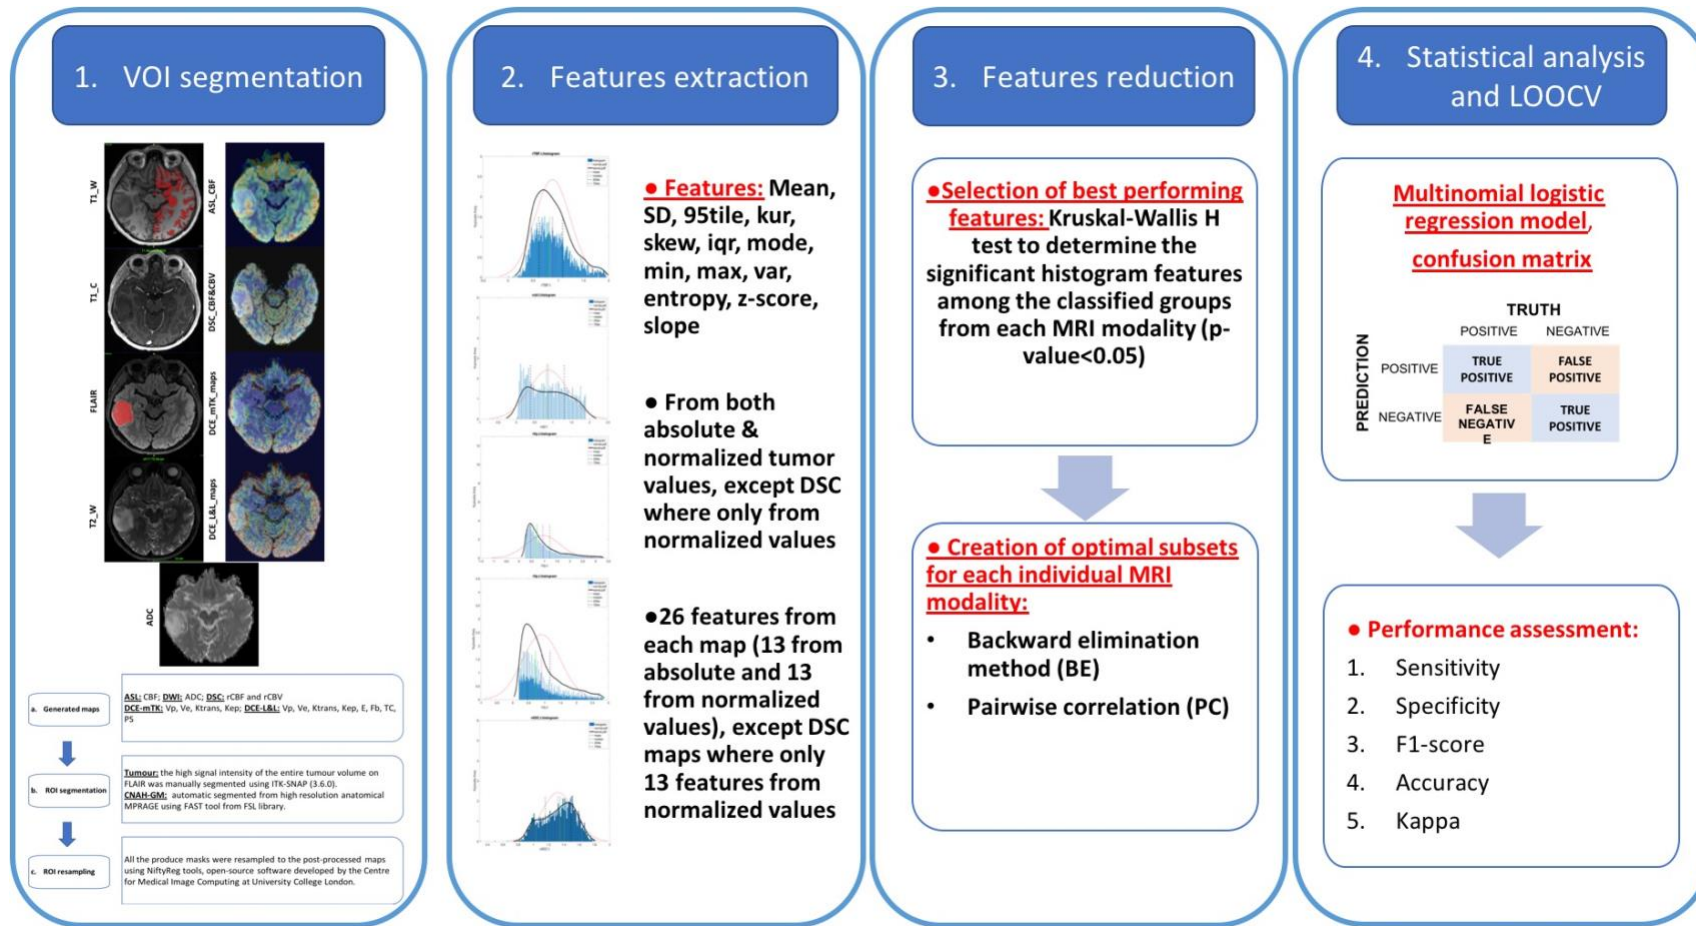 1. VOI segmentation
T1_W
ASL_CBF
T1_C
DSC_CBF&CBV
FLAIR
DCE_mTK_maps
T2_W
DCE_L&L_maps
ADC
a. Generated maps
ASL: CBF; DWI: ADC; DSC: rCBF and rCBV
DCE-mTK: Vp, Ve, Ktrans, Kep; DCE-L&L: Vp, Ve, Ktrans, Kep, E, Fb, TC,
PS
b. ROI segmentation
Tumour: the high signal intensity of the entire tumour volume on
FLAIR was manually segmented using ITK-SNAP (3.6.0).
CNAH-GM: automatic segmented from high resolution anatomical
MPRAGE using FAST tool from FSL library.
c. ROI resampling
All the produce masks were resampled to the post-processed maps
using NiftyReg tools, open-source software developed by the Centre
for Medical Image Computing at University College London.
2. Features extraction
● Features: Mean,
SD, 95tile, kur,
skew, iqr, mode,
min, max, var,
entropy, z-score,
slope
● From both
absolute &
normalized tumor
values, except DSC
where only from
normalized values
●26 features from
each map (13 from
absolute and 13
from normalized
values), except DSC
maps where only
13 features from
normalized values
3. Features reduction
●Selection of best performing
features: Kruskal-Wallis H
test to determine the
significant histogram features
among the classified groups
from each MRI modality (p-
value<0.05)
● Creation of optimal subsets
for each individual MRI
modality:
• Backward elimination
method (BE)
• Pairwise correlation (PC)
4. Statistical analysis
and LOOCV
Multinomial logistic
regression model,
confusion matrix
TRUTH
POSITIVE NEGATIVE
PREDICTION
POSITIVE
TRUE
POSITIVE
FALSE
POSITIVE
NEGATIVE
FALSE
NEGATIV
E
TRUE
POSITIVE
● Performance assessment:
1. Sensitivity
2. Specificity
3. F1-score
4. Accuracy
5. Kappa